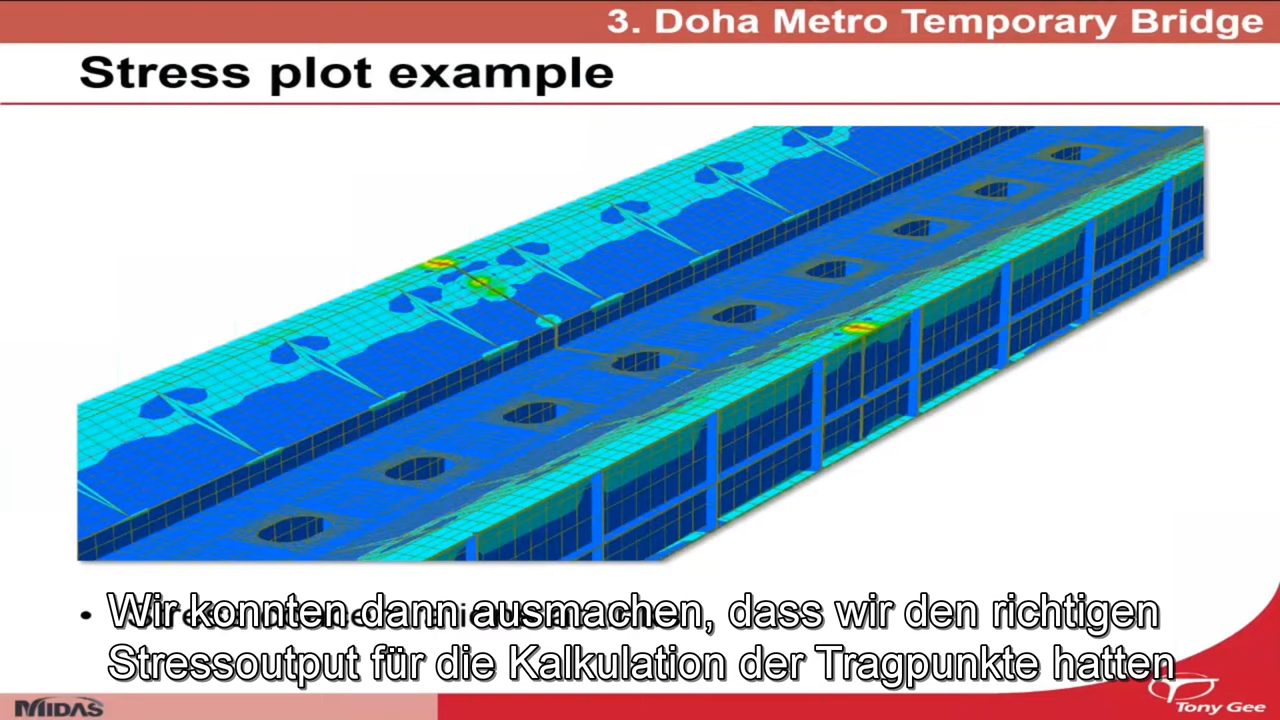 3. Doha Metro Temporary Bridge
Stress plot example
Wir konnten dann ausmachen, dass wir den richtigen
Stressoutput für die Kalkulation der Tragpunkte hatten
MIDAS
Tony Gee